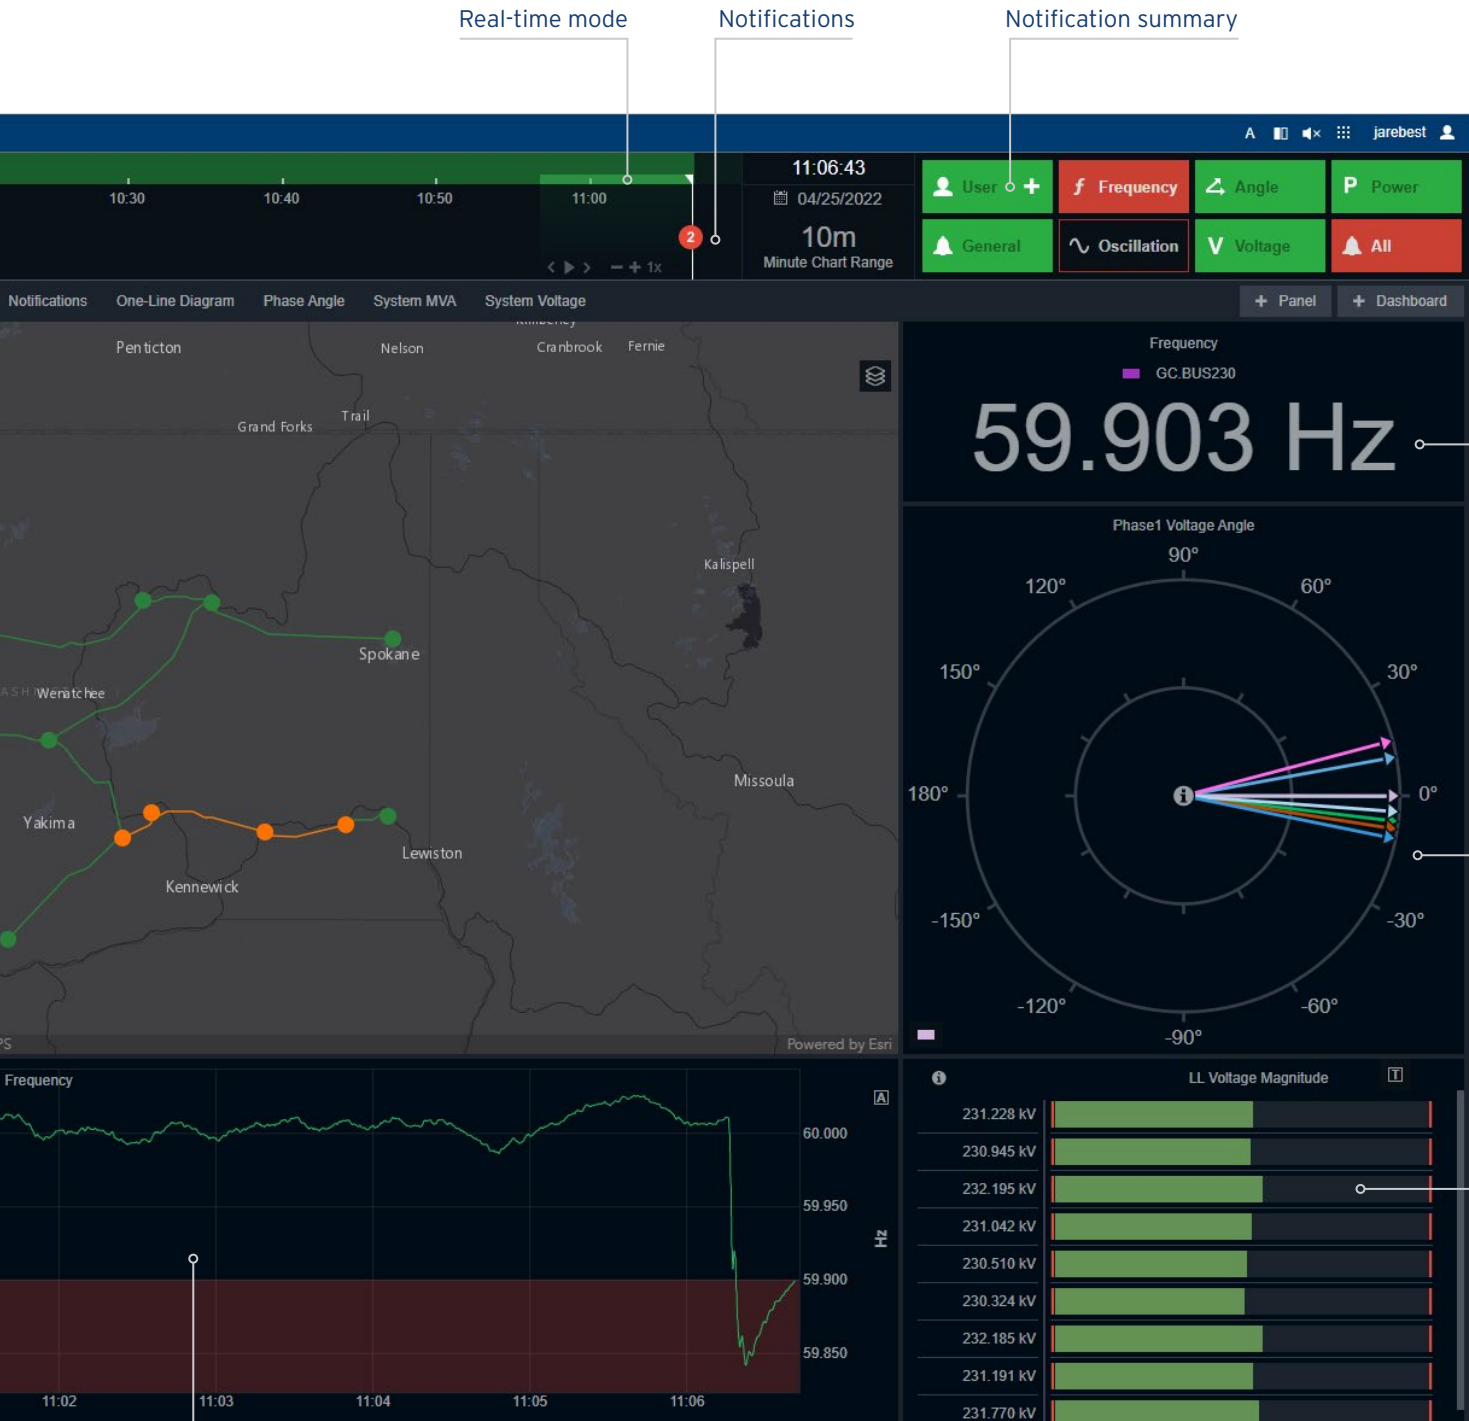 Real-time mode
Notifications
Notification summary
A
jarebest
10:30
10:40
10:50
11:00
2
1x
11:06:43
04/25/2022
10m
Minute Chart Range
User
Frequency
Angle
P Power
General
Oscillation
V Voltage
All
Notifications
One-Line Diagram
Phase Angle
System MVA
System Voltage
+ Panel
+ Dashboard
Penticton
Nelson
Cranbrook
Fernie
Trail
Grand Forks
Kalispell
Spokane
Wenatchee
Missoula
Yakima
Lewiston
Kennewick
Powered by Esri
Frequency
GC.BUS230
59.903 Hz
Phase1 Voltage Angle
90°
120°
60°
150°
30°
180°
0°
-150°
-30°
-120°
-60°
-90°
Frequency
A
60.000
59.950
Hz
59.900
59.850
11:02
11:03
11:04
11:05
11:06
LL Voltage Magnitude
T
231.228 kV
230.945 kV
232.195 kV
231.042 kV
230.510 kV
230.324 kV
232.185 kV
231.191 kV
231.770 kV